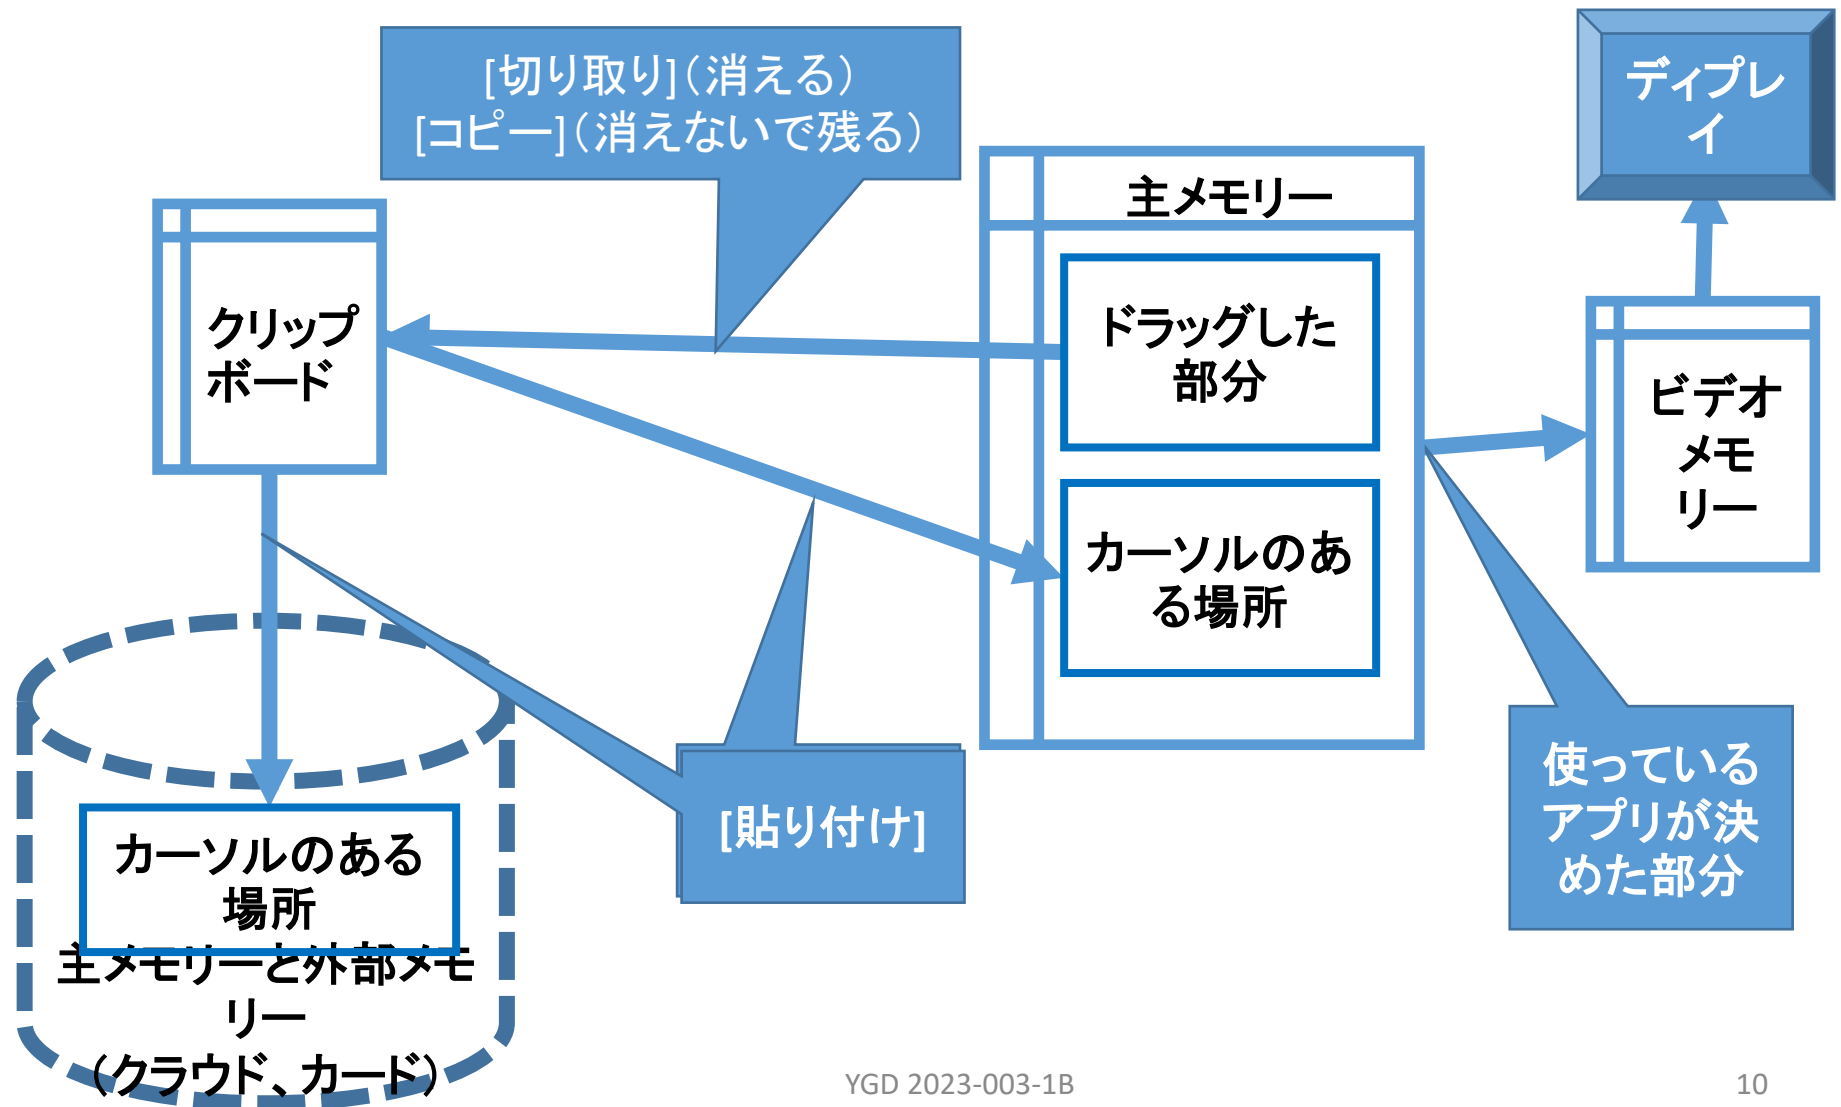 [切り取り](消える)
[コピー](消えないで残る)
ディプレ
イ
主メモリー
クリップ
ボード
ドラッグした
部分
ビデオ
メモ
リー
カーソルのあ
る場所
[貼り付け]
使っている
アプリが決
めた部分
カーソルのある
場所
主メモリーと外部メモ
リー
(クラウド、カード)
YGD 2023-003-1B
10